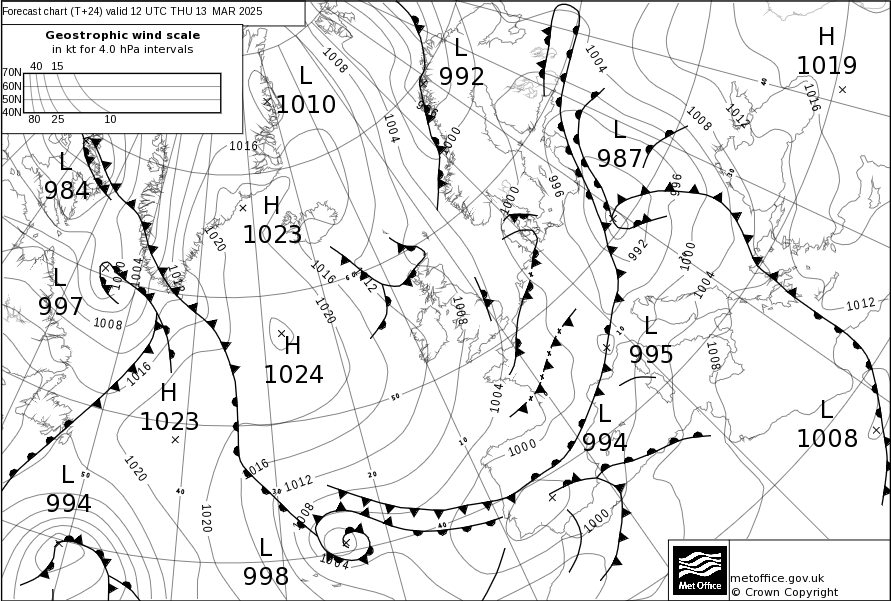 Forecast chart (T+24) valid 12 UTC THU 13 MAR 2025
Geostrophic wind scale
in kt for 4.0 hPa intervals
40 15
70N
60N
50N
40N
80 25 10
L
1010
L
992
H
1019
L
984
L
987
H
1023
L
997
H
1024
L
995
H
1023
L
994
L
1008
L
994
L
998
L
1008
1004
1016
1012
1008
1004
1000
996
1016
1020
1000
996
996
992
1000
1004
1012
1000
1004
1008
1012
1016
1020
12
1008
1008
1016
1004
1000
1020
1016
1012
1008
1004
1020
1000
40
30
60
50
10
10
20
30
40
50
40
Met Office
metoffice.gov.uk
© Crown Copyright